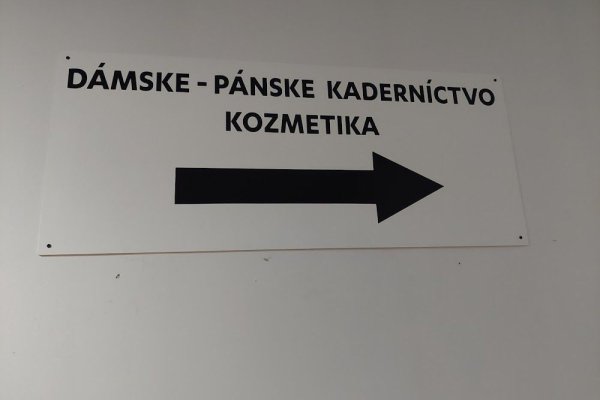 DÁMSKE - PÁNSKE KADERNÍCTVO
KOZMETIKA